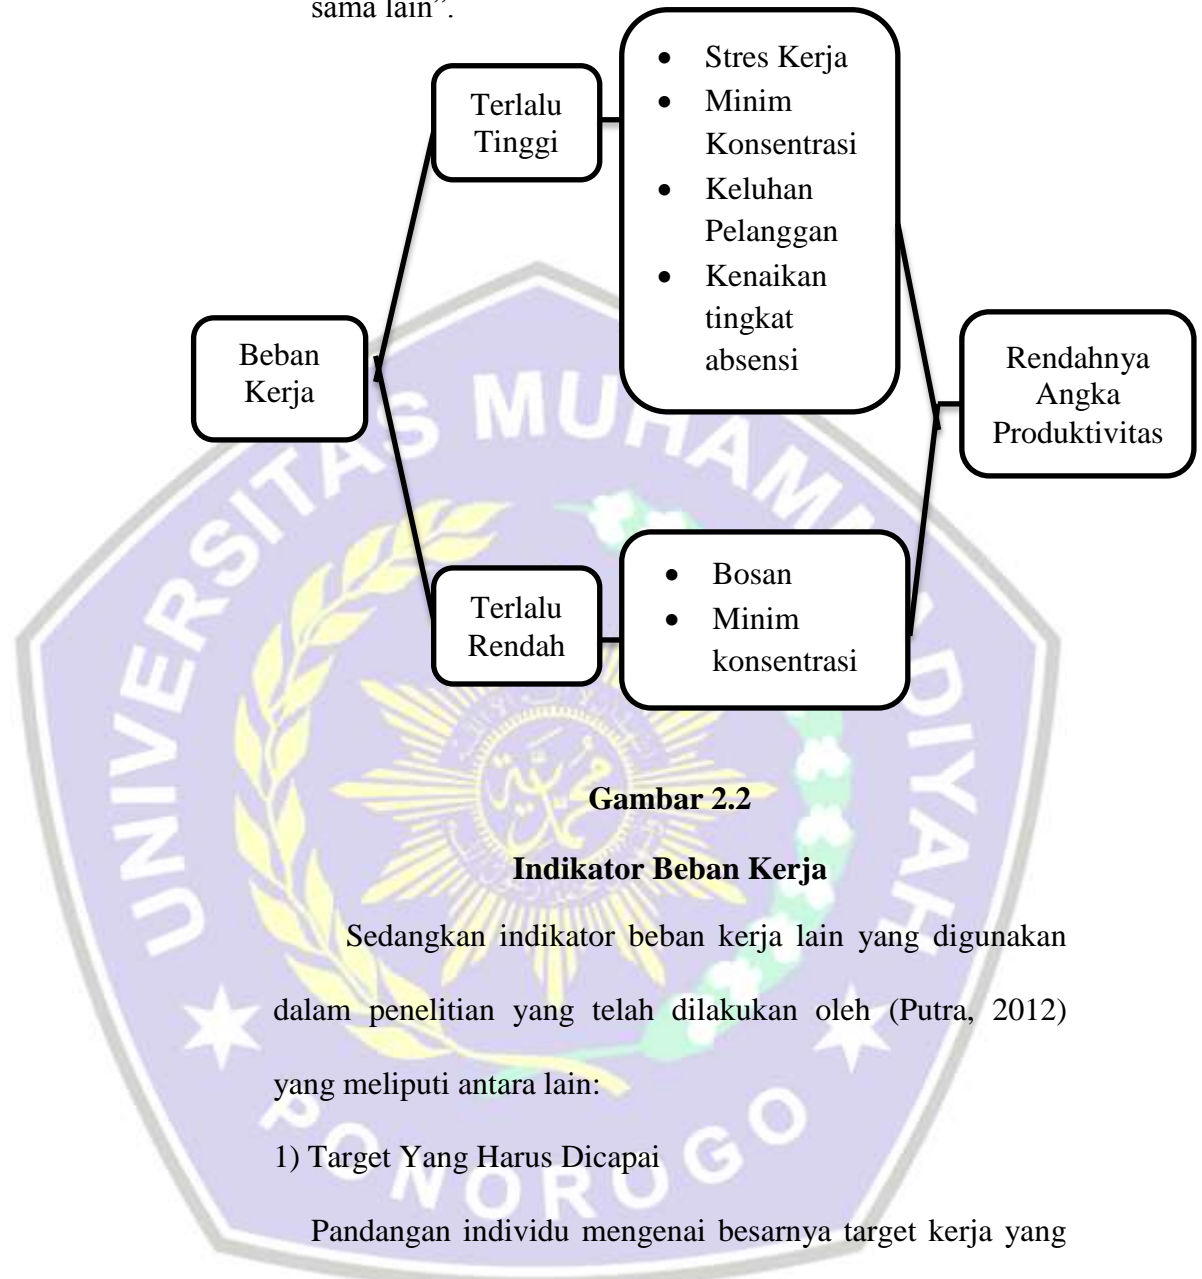 sama lain”.
Terlalu
Tinggi
• Stres Kerja
• Minim
Konsentrasi
• Keluhan
Pelanggan
• Kenaikan
tingkat
absensi
Beban
Kerja
Rendahnya
Angka
Produktivitas
Terlalu
Rendah
• Bosan
• Minim
konsentrasi
UNIVERSITAS MUHAMMADIYAH
PONOROGO
Gambar 2.2
Indikator Beban Kerja
Sedangkan indikator beban kerja lain yang digunakan
dalam penelitian yang telah dilakukan oleh (Putra, 2012)
yang meliputi antara lain:
1) Target Yang Harus Dicapai
Pandangan individu mengenai besarnya target kerja yang